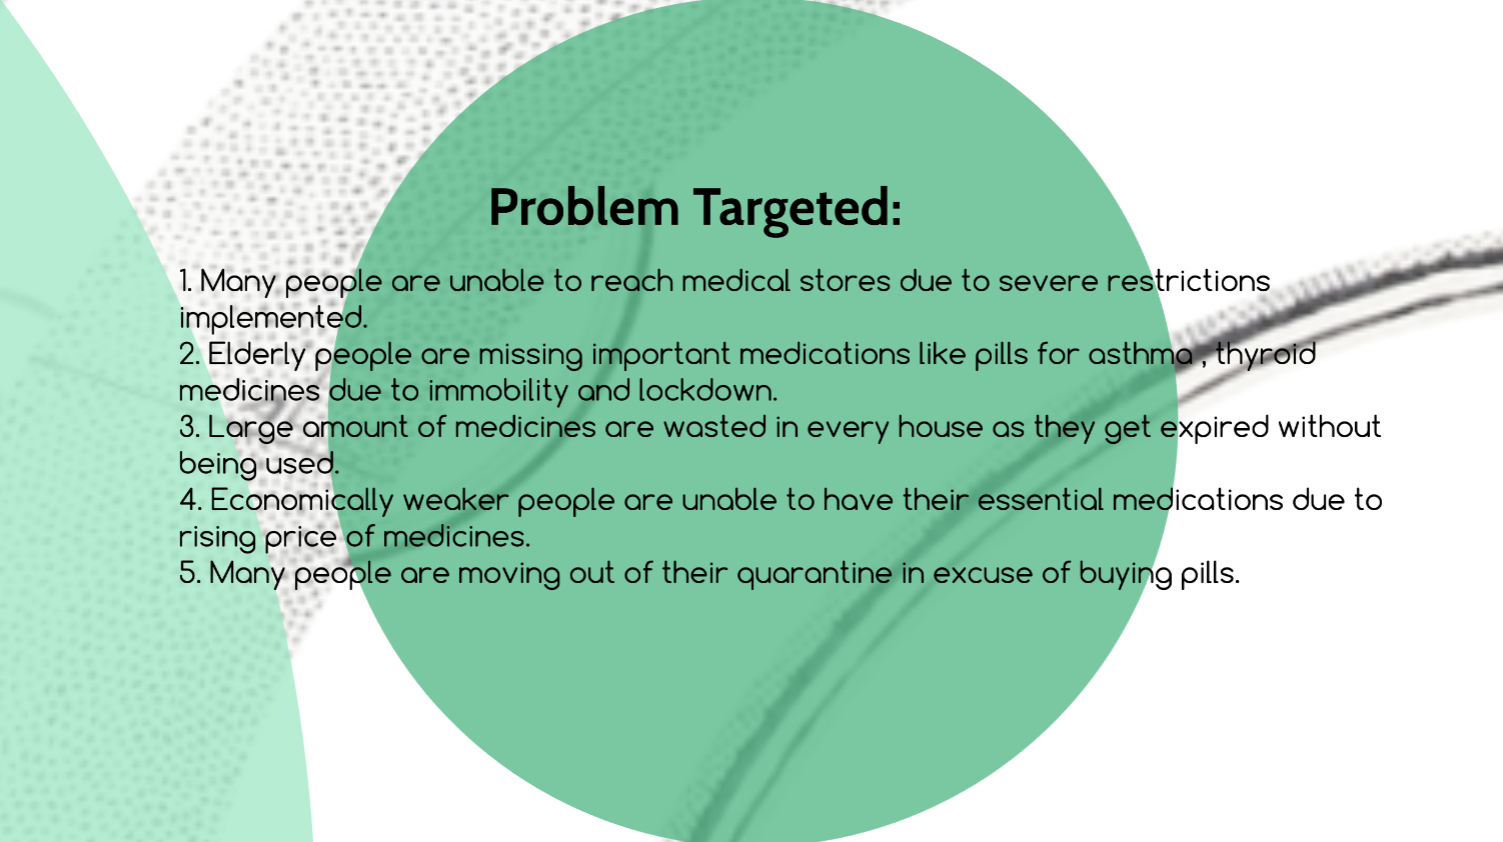 Problem Targeted:
1. Many people are unable to reach medical stores due to severe restrictions
implemented.
2. Elderly people are missing important medications like pills for asthma , thyroid
medicines due to immobility and lockdown.
3. Large amount of medicines are wasted in every house as they get expired without
being used.
4. Economically weaker people are unable to have their essential medications due to
rising price of medicines.
5. Many people are moving out of their quarantine in excuse of buying pills.